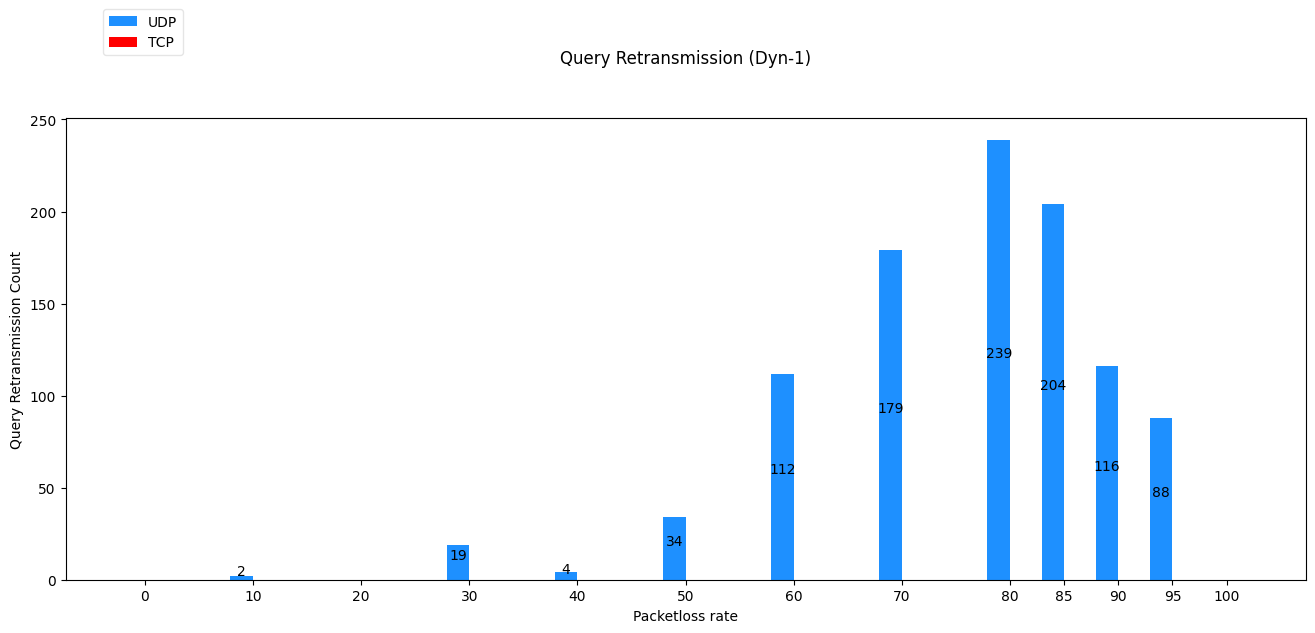 UDP
TCP
Query Retransmission (Dyn-1)
250
200
150
100
50
0
Query Retransmission Count
2
19
4
34
112
179
239
204
116
88
0 10 20 30 40 50 60 70 80 85 90 95 100
Packetloss rate